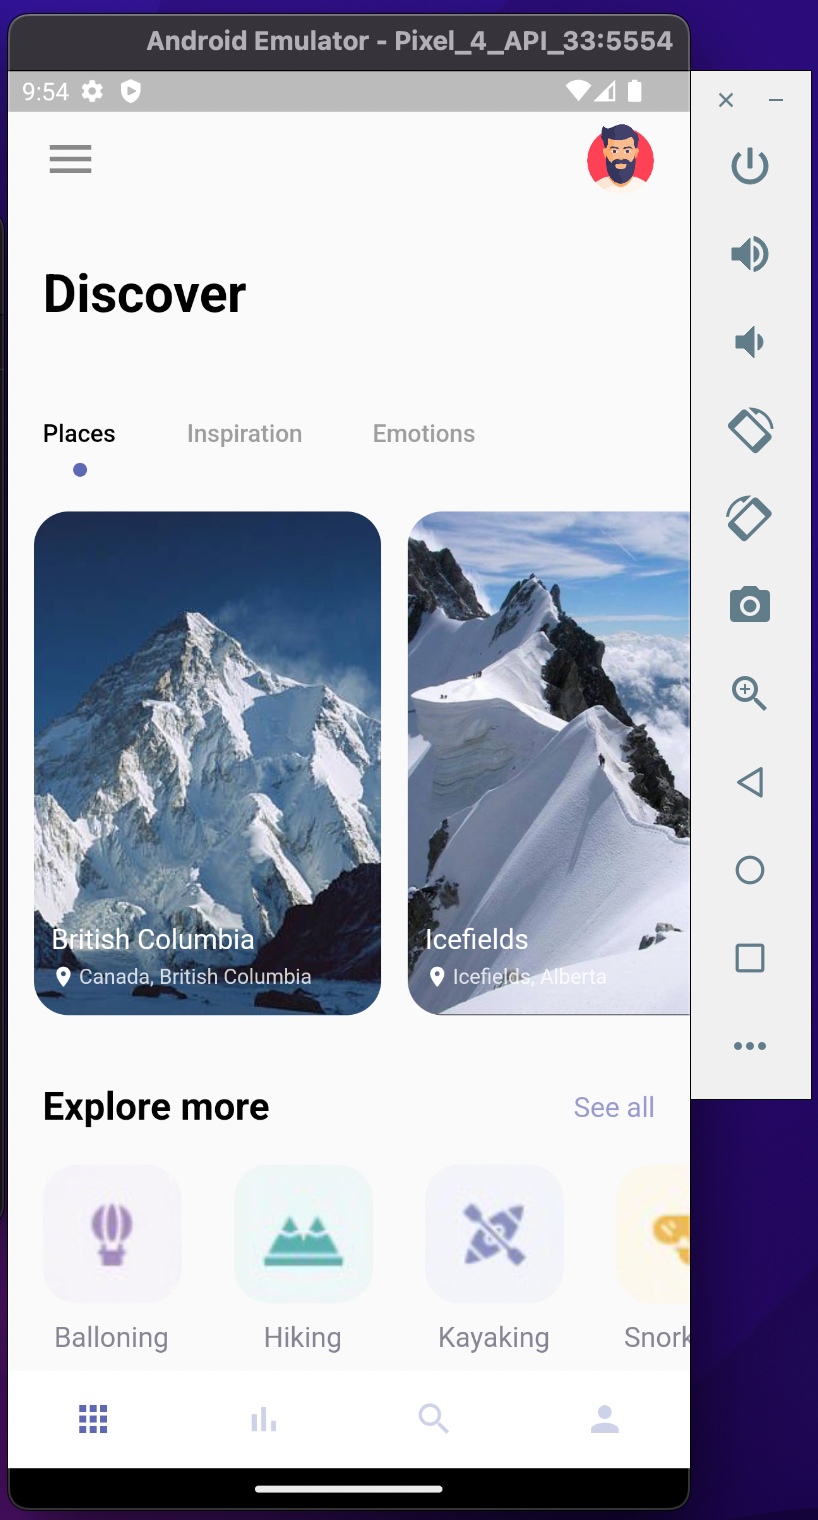 Android Emulator - Pixel_4_API_33:5554
9:54
Discover
Places Inspiration Emotions
British Columbia
Canada, British Columbia
Icefields
Icefields, Alberta
Explore more See all
Balloning Hiking Kayaking Snork